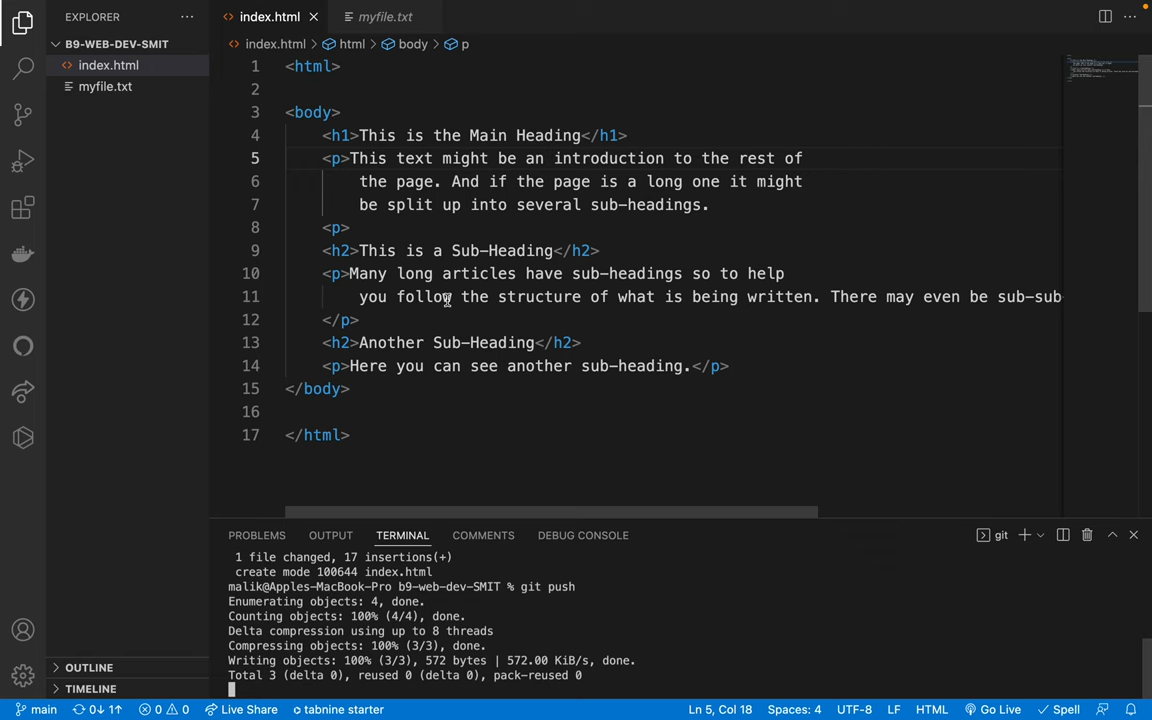 EXPLORER
B9-WEB-DEV-SMIT
index.html
myfile.txt
OUTLINE
TIMELINE
index.html
myfile.txt
index.html > html > body > p
1 <html>
2
3 <body>
4 <h1>This is the Main Heading</h1>
5 <p>This text might be an introduction to the rest of
6 the page. And if the page is a long one it might
7 be split up into several sub-headings.
8 <p>
9 <h2>This is a Sub-Heading</h2>
10 <p>Many long articles have sub-headings so to help
11 you follow the structure of what is being written. There may even be sub-sub-
12 </p>
13 <h2>Another Sub-Heading</h2>
14 <p>Here you can see another sub-heading.</p>
15 </body>
16
17 </html>
PROBLEMS OUTPUT TERMINAL COMMENTS DEBUG CONSOLE git
1 file changed, 17 insertions(+)
create mode 100644 index.html
malik@Apples-MacBook-Pro b9-web-dev-SMIT % git push
Enumerating objects: 4, done.
Counting objects: 100% (4/4), done.
Delta compression using up to 8 threads
Compressing objects: 100% (3/3), done.
Writing objects: 100% (3/3), 572 bytes | 572.00 KiB/s, done.
Total 3 (delta 0), reused 0 (delta 0), pack-reused 0
main 0↓ 1↑ 0 0 Live Share tabnine starter Ln 5, Col 18 Spaces: 4 UTF-8 LF HTML Go Live Spell